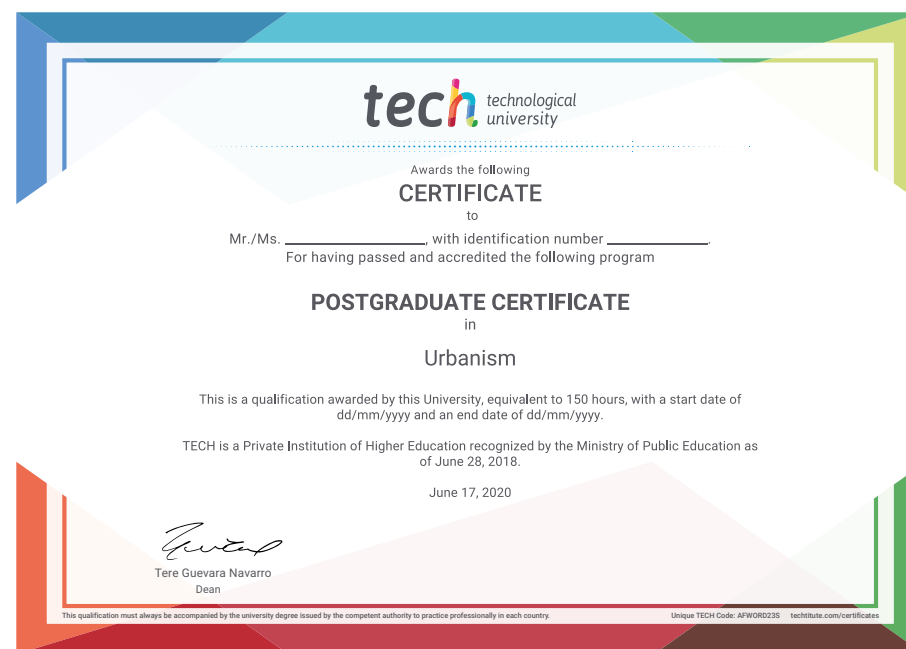 tech technological
university
Awards the following
CERTIFICATE
to
Mr./Ms. ________________, with identification number ____________.
For having passed and accredited the following program
POSTGRADUATE CERTIFICATE
in
Urbanism
This is a qualification awarded by this University, equivalent to 150 hours, with a start date of
dd/mm/yyyy and an end date of dd/mm/yyyy.
TECH is a Private Institution of Higher Education recognized by the Ministry of Public Education as
of June 28, 2018.
June 17, 2020
Tere Guevara Navarro
Dean
This qualification must always be accompanied by the university degree issued by the competent authority to practice professionally in each country.
Unique TECH Code: AFWORD23S techtitute.com/certificates